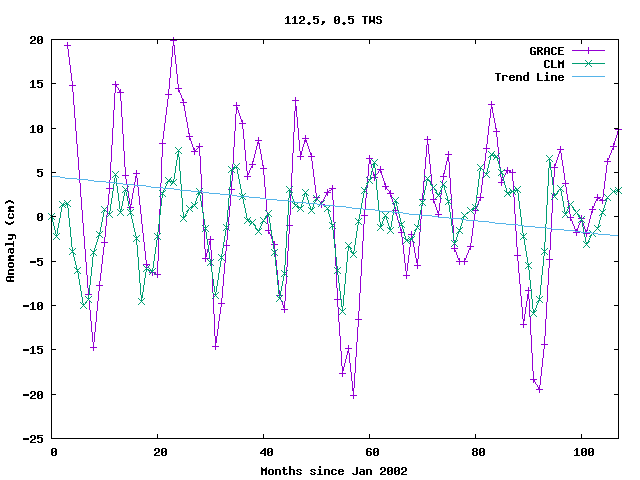 112.5, 0.5 TWS
GRACE
CLM
Trend Line
20
15
10
5
0
-5
-10
-15
-20
-25
Anomaly (cm)
0 20 40 60 80 100
Months since Jan 2002